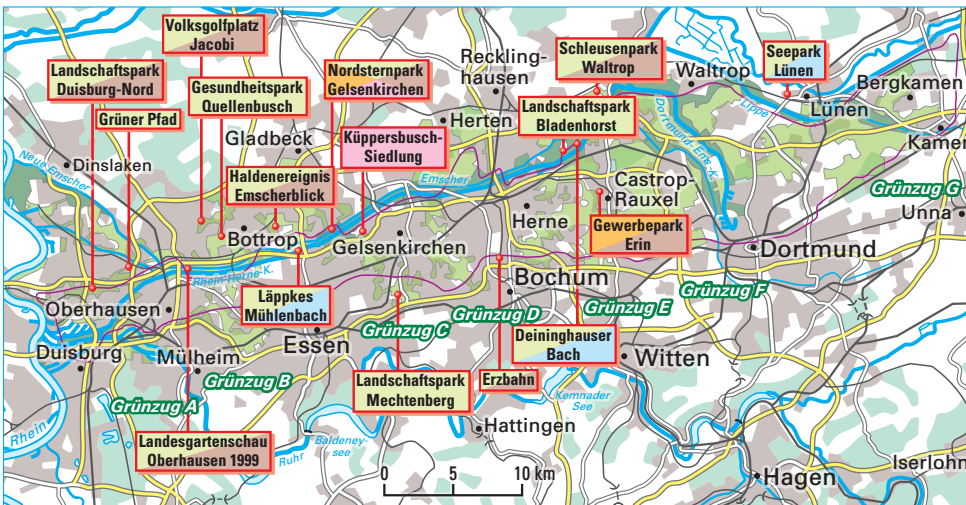 Volksgolfplatz
Jacobi
Landschaftspark
Duisburg-Nord
Grüner Pfad
Gesundheitspark
Quellenbusch
Nordsternpark
Gelsenkirchen
Reckling-
hausen
Schleusenpark
Waltrop
Waltrop
Seepark
Lünen
Bergkamen
Lünen
Lippe
Kamen
Dortmund-Ems-K.
Landschaftspark
Bladenhorst
Herten
Gladbeck
Küppersbusch-
Siedlung
Dinslaken
Neue Emscher
Haldenereignis
Emscherblick
Emscher
Castrop-
Rauxel
Grünzug G
Unna
Herne
Gewerbepark
Erin
Bottrop
Gelsenkirchen
Dortmund
Rhein-Herne-K.
Bochum
Oberhausen
Läppkes
Mühlenbach
Grünzug F
Grünzug E
Grünzug D
Grünzug C
Essen
Deininghauser
Bach
Duisburg
Mülheim
Witten
Grünzug B
Grünzug A
Landschaftspark
Mechtenberg
Erzbahn
Kemnader
See
Rhein
Landesgartenschau
Oberhausen 1999
Baldeney-
see
Ruhr
Hattingen
Iserlohn
Hagen
0 5 10 km